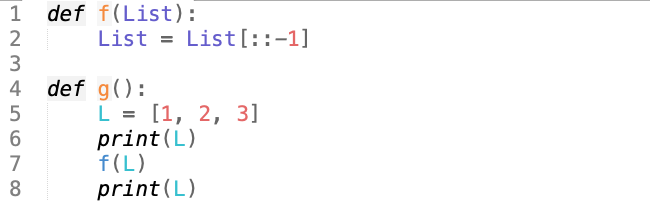 1 def f(List):
2     List = List[::-1]
3
4 def g():
5     L = [1, 2, 3]
6     print(L)
7     f(L)
8     print(L)